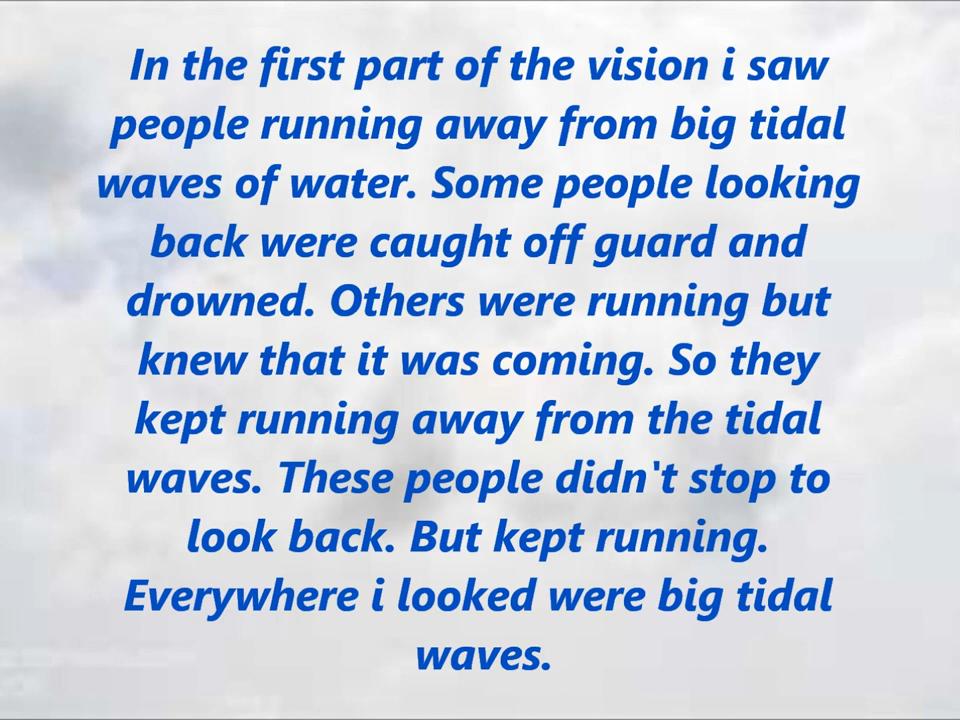 In the first part of the vision i saw
people running away from big tidal
waves of water. Some people looking
back were caught off guard and
drowned. Others were running but
knew that it was coming. So they
kept running away from the tidal
waves. These people didn't stop to
look back. But kept running.
Everywhere i looked were big tidal
waves.